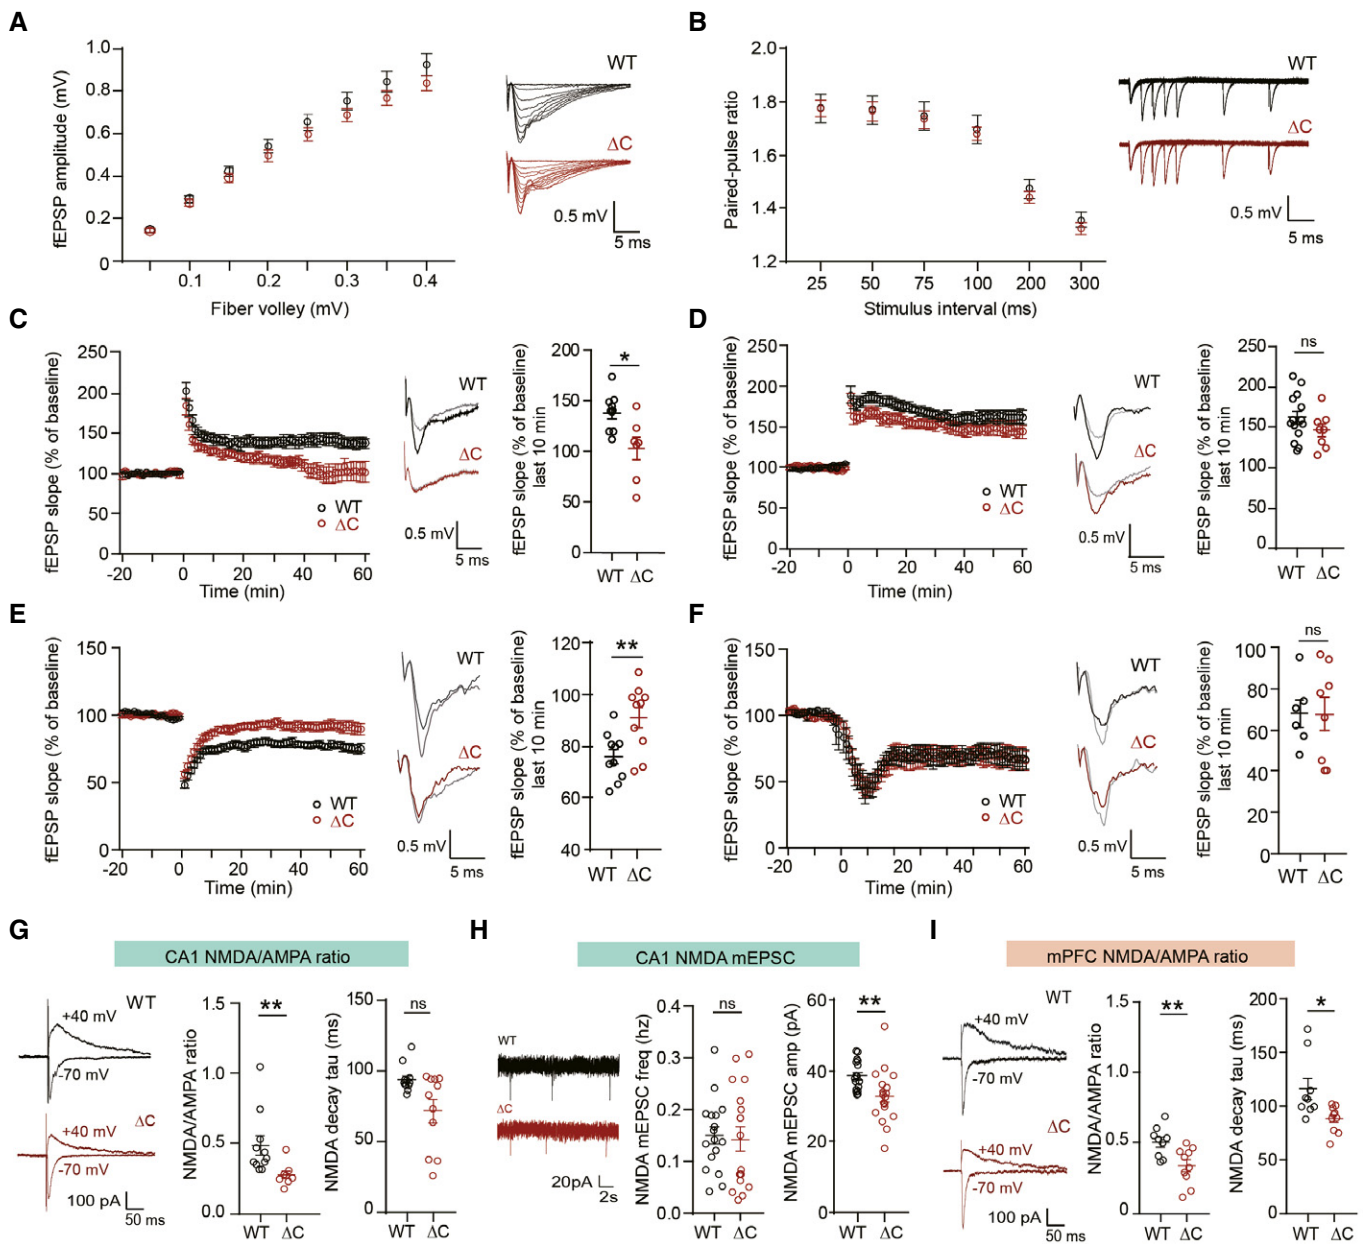 A
fEPSP amplitude (mV)
1.0
0.8
0.6
0.4
0.2
0
0.1
0.2
0.3
0.4
Fiber volley (mV)
WT
ΔC
0.5 mV
5 ms
B
Paired-pulse ratio
2.0
1.8
1.6
1.4
1.2
25
50
75
100
200
300
Stimulus interval (ms)
WT
ΔC
0.5 mV
5 ms
C
fEPSP slope (% of baseline)
250
200
150
100
50
0
-20
0
20
40
60
Time (min)
WT
ΔC
WT
ΔC
0.5 mV
5 ms
fEPSP slope (% of baseline)
last 10 min
200
150
100
50
0
*
WT
ΔC
D
fEPSP slope (% of baseline)
250
200
150
100
50
0
-20
0
20
40
60
Time (min)
WT
ΔC
WT
ΔC
0.5 mV
5 ms
fEPSP slope (% of baseline)
last 10 min
250
200
150
100
50
0
ns
WT
ΔC
E
fEPSP slope (% of baseline)
150
100
50
0
-20
0
20
40
60
Time (min)
WT
ΔC
WT
ΔC
0.5 mV
5 ms
fEPSP slope (% of baseline)
last 10 min
120
100
80
60
40
**
WT
ΔC
F
fEPSP slope (% of baseline)
150
100
50
0
-20
0
20
40
60
Time (min)
WT
ΔC
WT
ΔC
0.5 mV
5 ms
fEPSP slope (% of baseline)
last 10 min
100
80
60
40
20
0
ns
WT
ΔC
G
CA1 NMDA/AMPA ratio
WT
+40 mV
-70 mV
ΔC
+40 mV
-70 mV
100 pA
50 ms
NMDA/AMPA ratio
1.5
1.0
0.5
0.0
**
WT
ΔC
NMDA decay tau (ms)
150
100
50
0
ns
WT
ΔC
H
CA1 NMDA mEPSC
WT
ΔC
20pA
2s
NMDA mEPSC freq (hz)
0.4
0.3
0.2
0.1
0.0
ns
WT
ΔC
NMDA mEPSC amp (pA)
60
40
20
0
**
WT
ΔC
I
mPFC NMDA/AMPA ratio
WT
+40 mV
-70 mV
ΔC
+40 mV
-70 mV
100 pA
50 ms
NMDA/AMPA ratio
1.5
1.0
0.5
0.0
**
WT
ΔC
NMDA decay tau (ms)
200
150
100
50
0
*
WT
ΔC